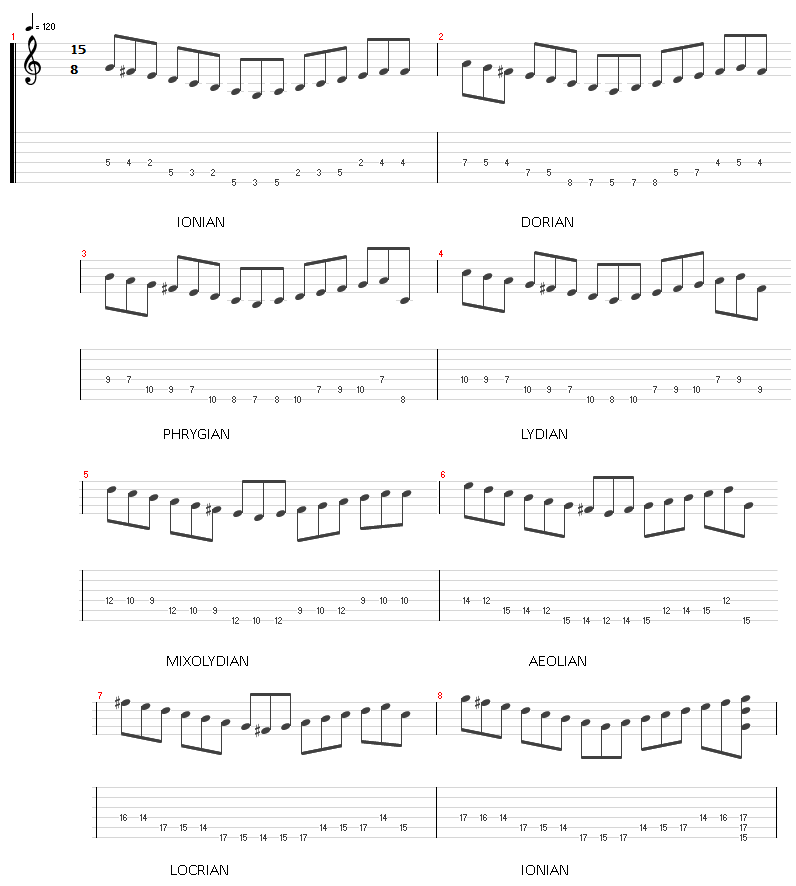 = 120
1 2
15
8
5 4 2 2 4 4 7 5 4 4 5 4
5 3 2 2 3 5 7 5 5 7
5 3 5 8 7 5 7 8
IONIAN DORIAN
3 4
9 7 7 10 9 7 7 9
10 9 7 7 9 10 10 9 7 7 9 10 9
10 8 7 8 10 8 10 8 10
PHRYGIAN LYDIAN
5 6
12 10 9 9 10 10 14 12 12
12 10 9 9 10 12 15 14 12 12 14 15
12 10 12 15 14 12 14 15 15
MIXOLYDIAN AEOLIAN
7 8
16 14 14 17 16 14 14 16 17
17 15 14 14 15 17 15 17 15 14 14 15 17 17
17 15 14 15 17 17 15 17 15
LOCRIAN IONIAN